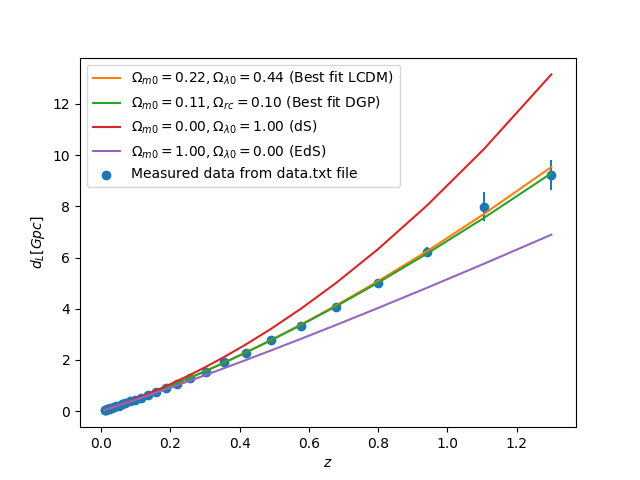 Ωm0 = 0.22, Ωλ0 = 0.44 (Best fit LCDM)
Ωm0 = 0.11, Ωrc = 0.10 (Best fit DGP)
Ωm0 = 0.00, Ωλ0 = 1.00 (dS)
Ωm0 = 1.00, Ωλ0 = 0.00 (EdS)
Measured data from data.txt file
12
10
8
6
4
2
0
dL[Gpc]
0.0 0.2 0.4 0.6 0.8 1.0 1.2
z